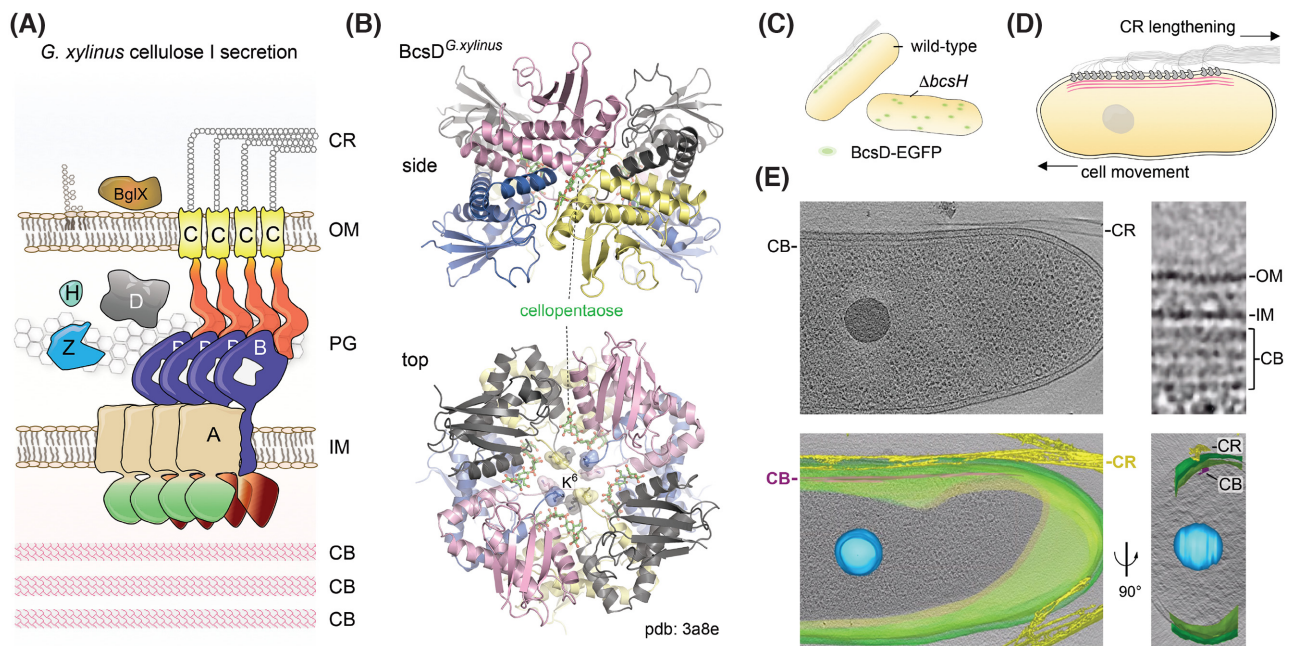 (A)
G. xylinus cellulose I secretion
CR
BglX
OM
C C C C
H
D
Z
B
PG
A
IM
CB
CB
CB
(B)
BcsD^G.xylinus
side
cellopentaose
top
K⁶
pdb: 3a8e
(C)
wild-type
ΔbcsH
BcsD-EGFP
(D)
CR lengthening
cell movement
(E)
CB
CR
OM
IM
CB
CB
CR
CR
CB
90°